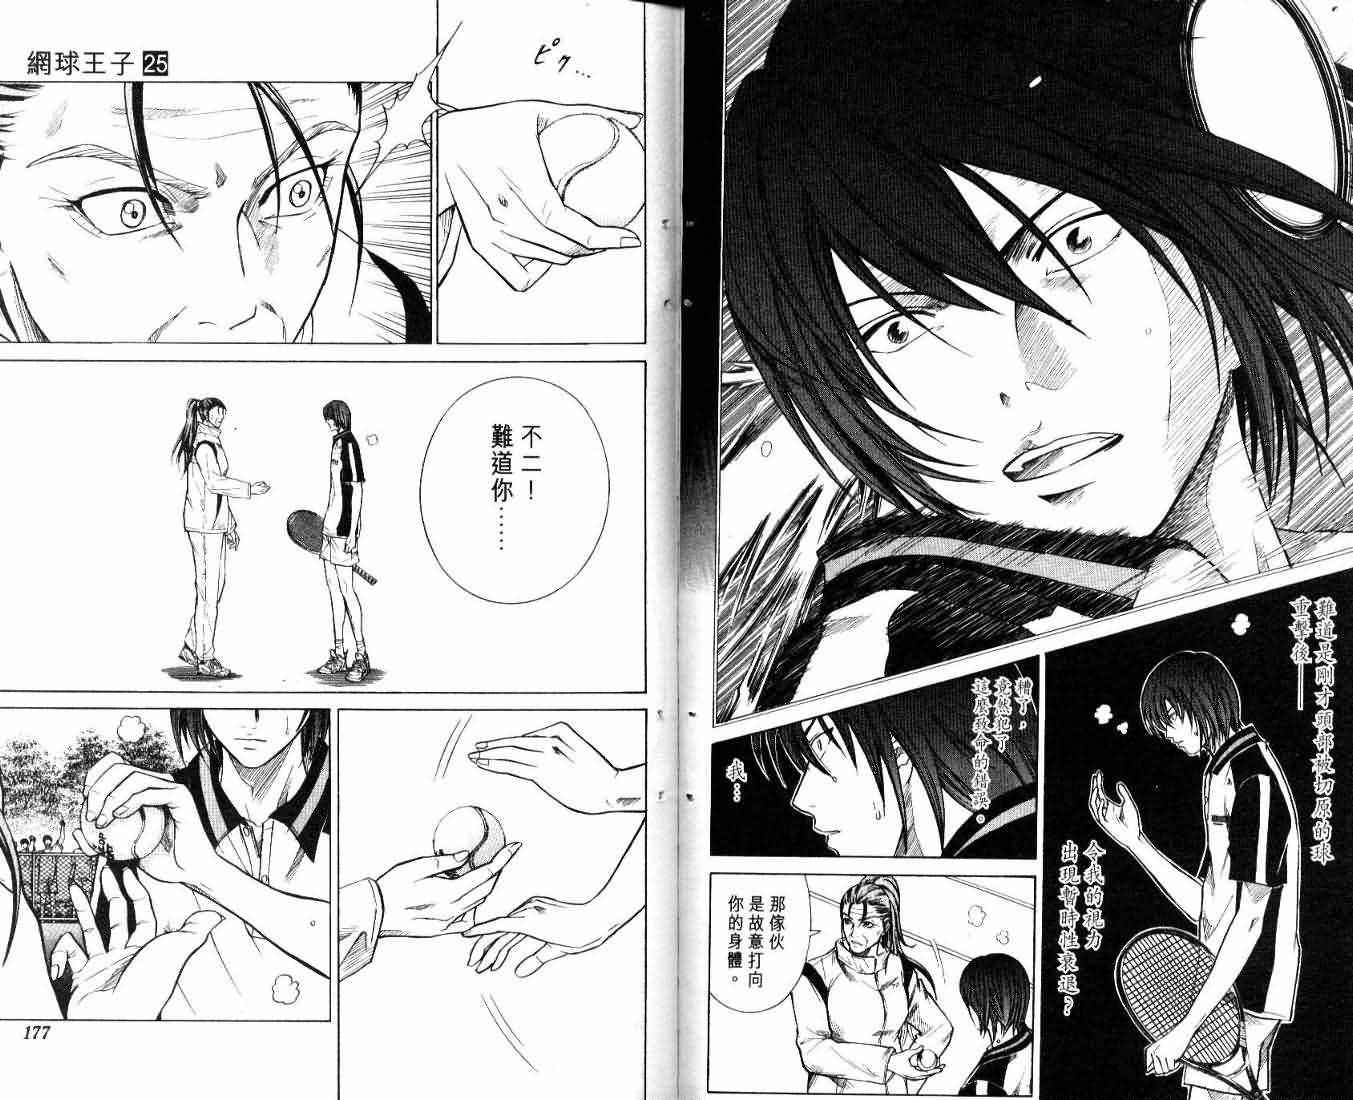 難道是剛才頭部被切原的球
重擊後——
令我的視力
出現暫時性衰退？
糟了，
竟然犯了
這麼致命的錯誤。
我…
那傢伙
是故意打向
你的身體。
網球王子25
ピク…
不二！
難道你……
177